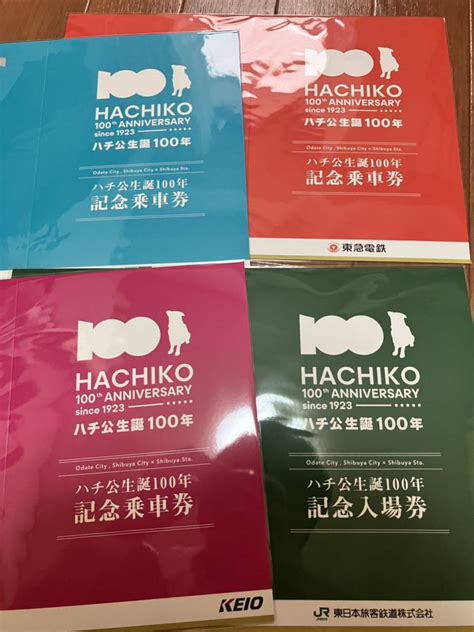 100
HACHIKO
100th ANNIVERSARY
since 1923
ハチ公生誕100年
Odate City , Shibuya City × Shibuya Sta.
ハチ公生誕100年
記念乗車券
100
HACHIKO
100th ANNIVERSARY
since 1923
ハチ公生誕100年
Odate City , Shibuya City × Shibuya Sta.
ハチ公生誕100年
記念乗車券
東急電鉄
100
HACHIKO
100th ANNIVERSARY
since 1923
ハチ公生誕100年
Odate City , Shibuya City × Shibuya Sta.
ハチ公生誕100年
記念乗車券
KEIO
100
HACHIKO
100th ANNIVERSARY
since 1923
ハチ公生誕100年
Odate City , Shibuya City × Shibuya Sta.
ハチ公生誕100年
記念入場券
JR 東日本旅客鉄道株式会社